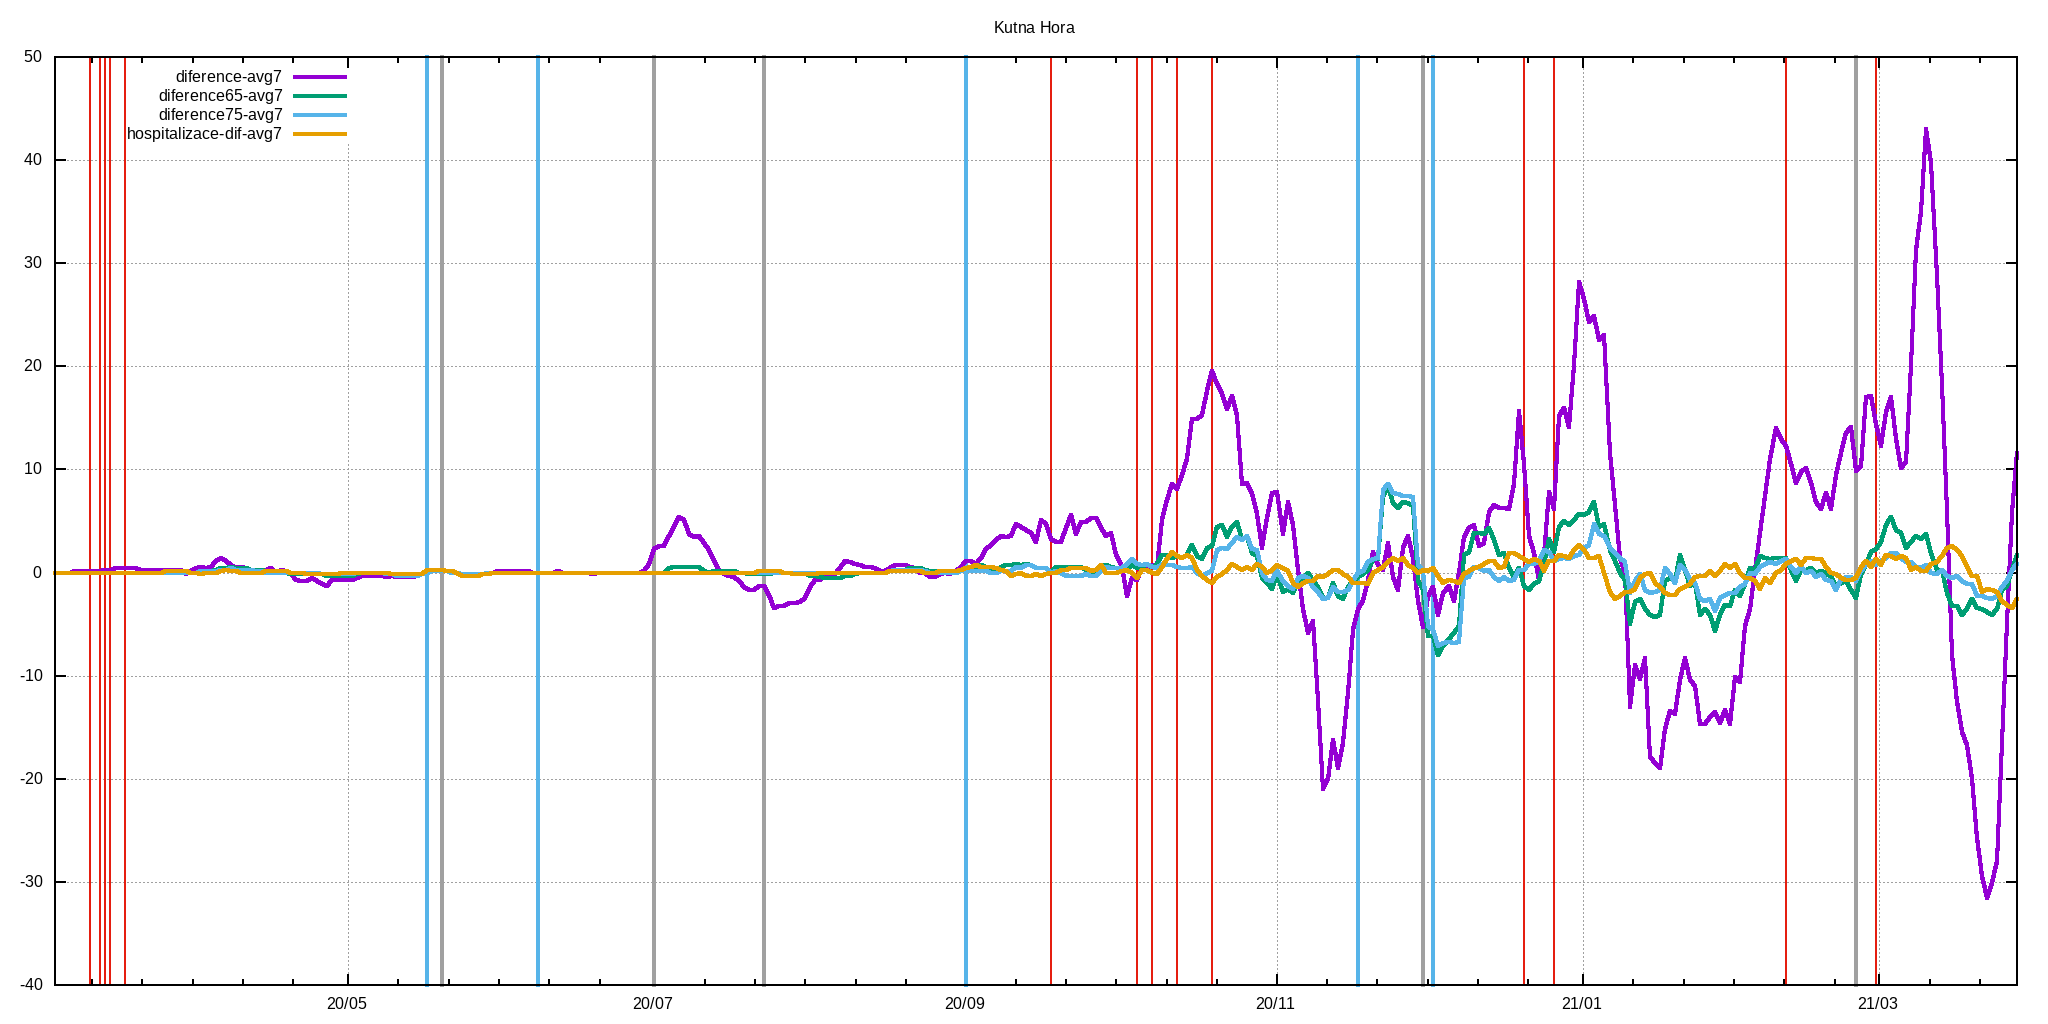 Kutna Hora
50
diference-avg7
diference65-avg7
diference75-avg7
hospitalizace-dif-avg7
40
30
20
10
0
-10
-20
-30
-40
20/05 20/07 20/09 20/11 21/01 21/03